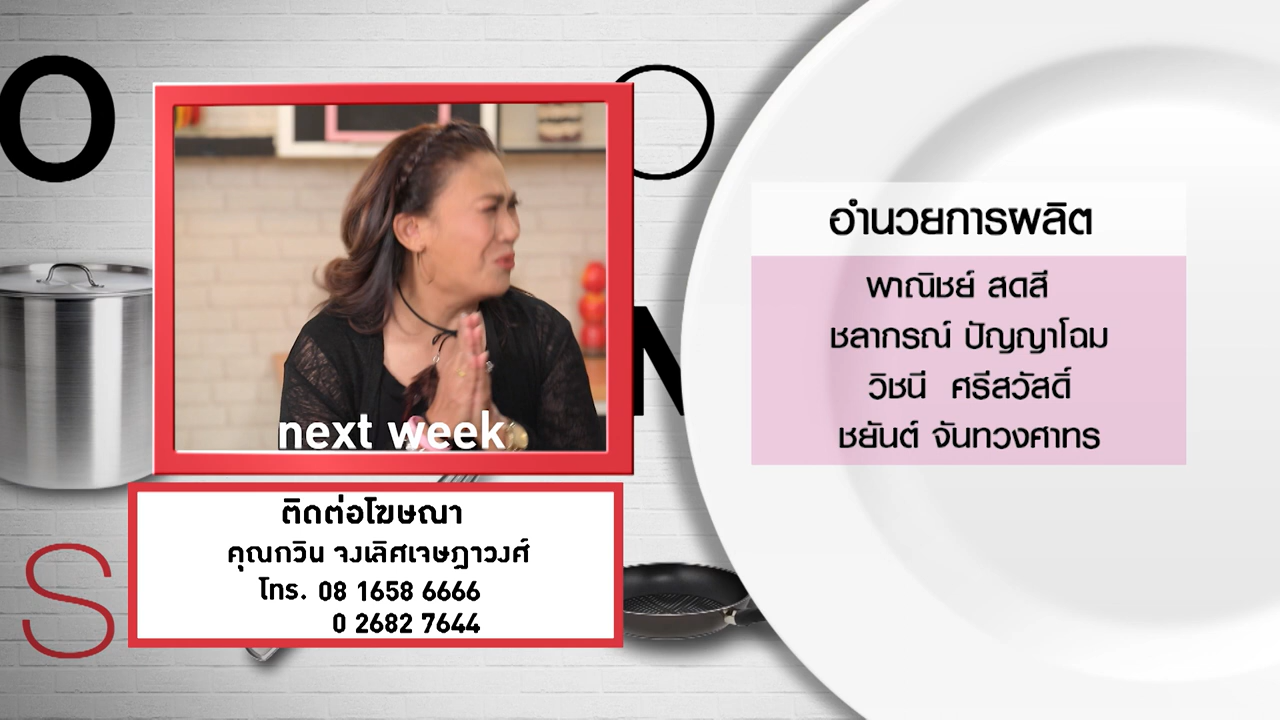 O
O
next week
N
S
ติดต่อโฆษณา
คุณกวิน จงเลิศเจษฎาวงศ์
โทร. 08 1658 6666
0 2682 7644
อำนวยการผลิต
พาณิชย์ สดสี
ชลากรณ์ ปัญญาโฉม
วิชนี ศรีสวัสดิ์
ชยันต์ จันทวงศาทร